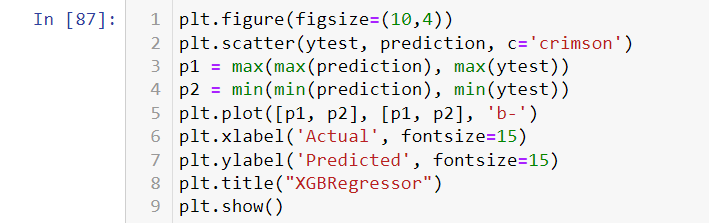 In [87]:
1 plt.figure(figsize=(10,4))
2 plt.scatter(ytest, prediction, c='crimson')
3 p1 = max(max(prediction), max(ytest))
4 p2 = min(min(prediction), min(ytest))
5 plt.plot([p1, p2], [p1, p2], 'b-')
6 plt.xlabel('Actual', fontsize=15)
7 plt.ylabel('Predicted', fontsize=15)
8 plt.title("XGBRegressor")
9 plt.show()